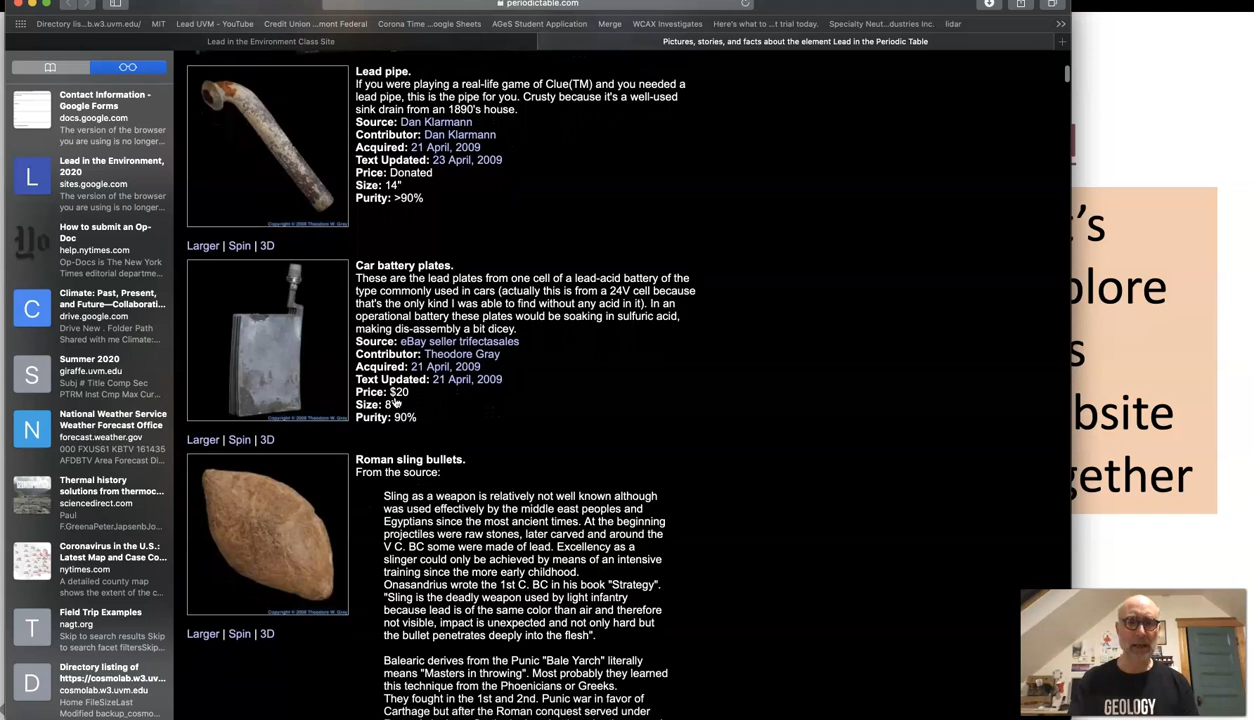 periodictable.com
Directory lis...b.w3.uvm.edu/
MIT
Lead UVM - YouTube
Credit Union ...mont Federal
Corona Time ...oogle Sheets
AGeS Student Application
Merge
WCAX Investigates
Here's what to ...t trial today.
Specialty Neut...dustries Inc.
lidar
Lead in the Environment Class Site
Pictures, stories, and facts about the element Lead in the Periodic Table
Contact Information -
Google Forms
docs.google.com
The version of the browser
you are using is no longer...
L
Lead in the Environment,
2020
sites.google.com
The version of the browser
you are using is no longer...
How to submit an Op-
Doc
help.nytimes.com
Op-Docs is The New York
Times editorial departme...
C
Climate: Past, Present,
and Future—Collaborati...
drive.google.com
Drive New . Folder Path
Shared with me Climate:...
S
Summer 2020
giraffe.uvm.edu
Subj # Title Comp Sec
PTRM Inst Cmp Max Cur...
N
National Weather Service
Weather Forecast Office
forecast.weather.gov
000 FXUS61 KBTV 161435
AFDBTV Area Forecast Di...
Thermal history
solutions from thermoc...
sciencedirect.com
Paul
F.GreenaPeterJapsenbJo...
Coronavirus in the U.S.:
Latest Map and Case Co...
nytimes.com
A detailed county map
shows the extent of the c...
T
Field Trip Examples
nagt.org
Skip to search results Skip
to search facet filtersSkip...
D
Directory listing of
https://cosmolab.w3.uv...
cosmolab.w3.uvm.edu
Home FileSizeLast
Modified backup_cosmo...
Lead pipe.
If you were playing a real-life game of Clue(TM) and you needed a
lead pipe, this is the pipe for you. Crusty because it's a well-used
sink drain from an 1890's house.
Source: Dan Klarmann
Contributor: Dan Klarmann
Acquired: 21 April, 2009
Text Updated: 23 April, 2009
Price: Donated
Size: 14"
Purity: >90%
Larger | Spin | 3D
Car battery plates.
These are the lead plates from one cell of a lead-acid battery of the
type commonly used in cars (actually this is from a 24V cell because
that's the only kind I was able to find without any acid in it). In an
operational battery these plates would be soaking in sulfuric acid,
making dis-assembly a bit dicey.
Source: eBay seller trifectasales
Contributor: Theodore Gray
Acquired: 21 April, 2009
Text Updated: 21 April, 2009
Price: $20
Size: 8
Purity: 90%
Larger | Spin | 3D
Roman sling bullets.
From the source:
Sling as a weapon is relatively not well known although
was used effectively by the middle east peoples and
Egyptians since the most ancient times. At the beginning
projectiles were raw stones, later carved and around the
V C. BC some were made of lead. Excellency as a
slinger could only be achieved by means of an intensive
training since the more early childhood.
Onasandrius wrote the 1st C. BC in his book "Strategy".
"Sling is the deadly weapon used by light infantry
because lead is of the same color than air and therefore
not visible, impact is unexpected and not only hard but
the bullet penetrates deeply into the flesh".
Larger | Spin | 3D
Balearic derives from the Punic "Bale Yarch" literally
means "Masters in throwing". Most probably they learned
this technique from the Phoenicians or Greeks.
They fought in the 1st and 2nd. Punic war in favor of
Carthage but after the Roman conquest served under
t's
plore
s
bsite
gether
GEOLOGY